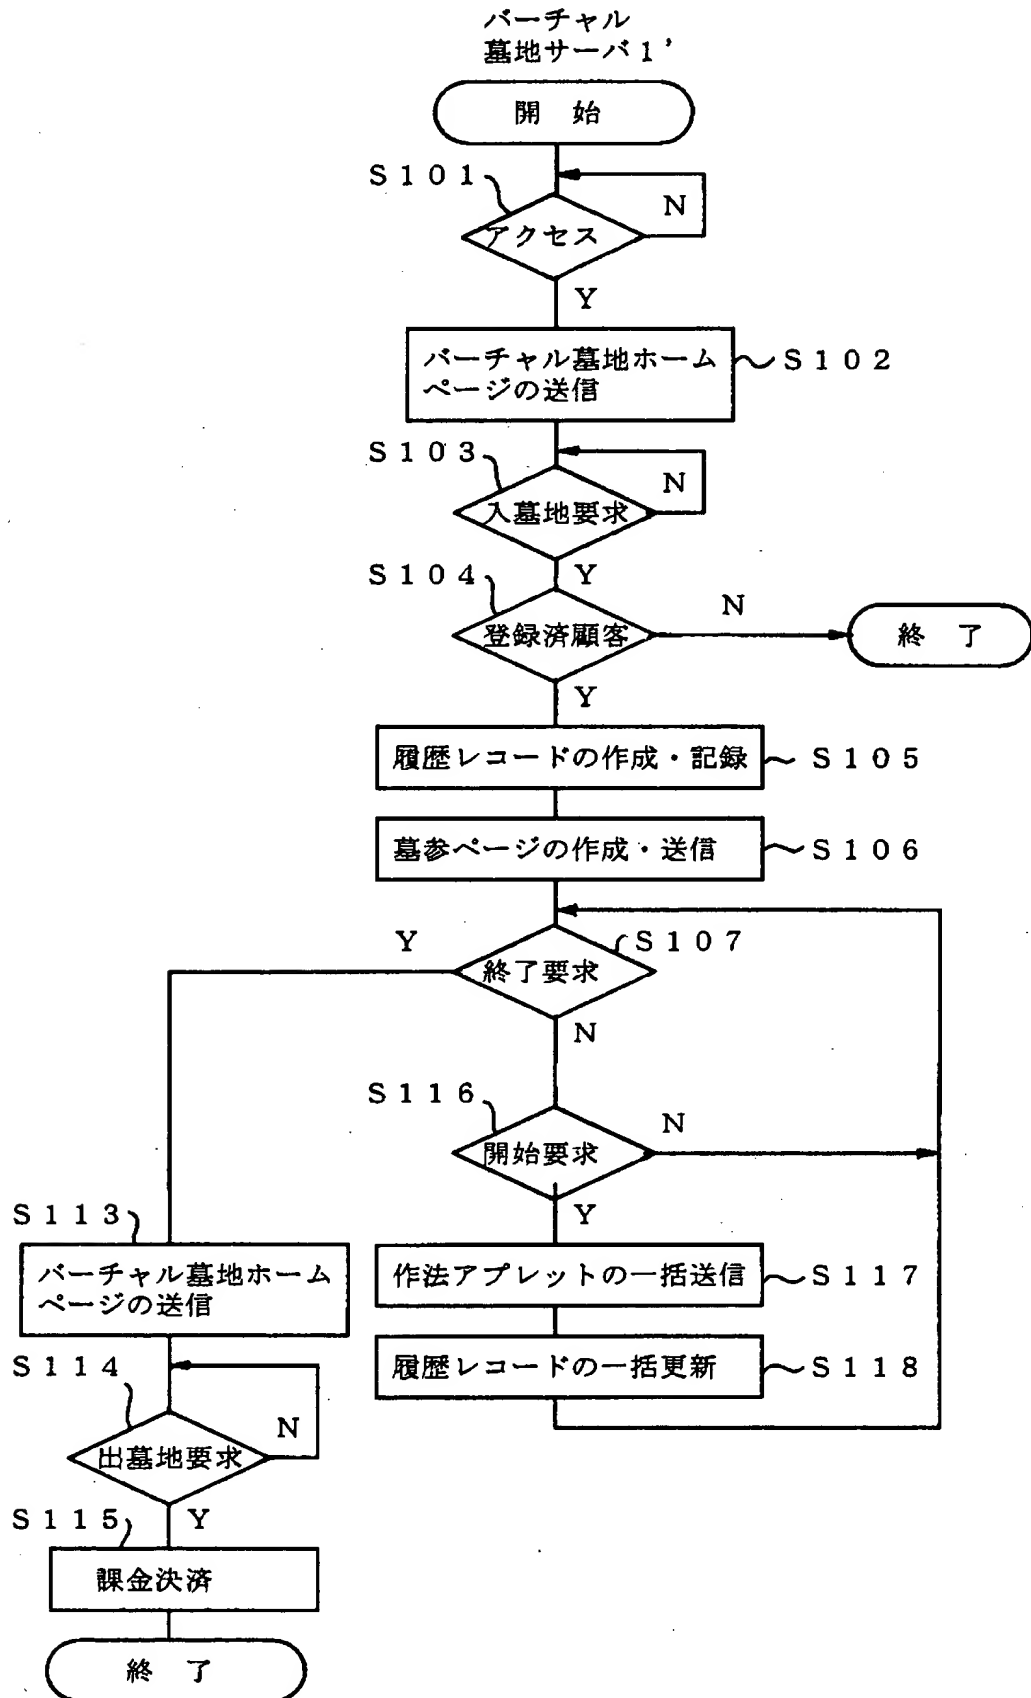 バーチャル
墓地サーバ1’
開 始
S101
アクセス
N
Y
バーチャル墓地ホーム
ページの送信
S102
S103
入墓地要求
N
Y
S104
登録済顧客
N
終 了
Y
履歴レコードの作成・記録
S105
墓参ページの作成・送信
S106
S107
終了要求
Y
N
S116
開始要求
N
Y
作法アプレットの一括送信
S117
履歴レコードの一括更新
S118
S113
バーチャル墓地ホーム
ページの送信
S114
出墓地要求
N
Y
S115
課金決済
終 了